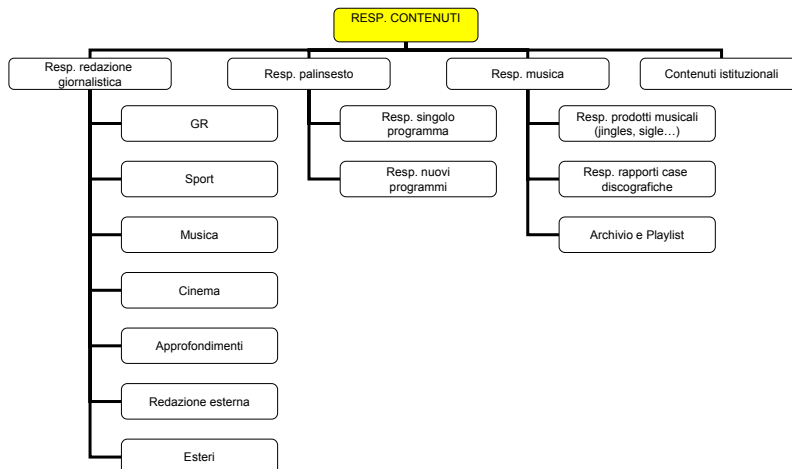 RESP. CONTENUTI
Resp. redazione
giornalistica
Resp. palinsesto
Resp. musica
Contenuti istituzionali
GR
Resp. singolo
programma
Resp. prodotti musicali
(jingles, sigle…)
Sport
Resp. nuovi
programmi
Resp. rapporti case
discografiche
Musica
Archivio e Playlist
Cinema
Approfondimenti
Redazione esterna
Esteri